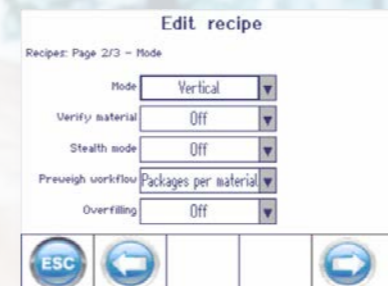 Edit recipe
Recipes: Page 2/3 - Mode
Mode Vertical
Verify material Off
Stealth mode Off
Preweigh workflow Packages per material
Overfilling Off
ESC